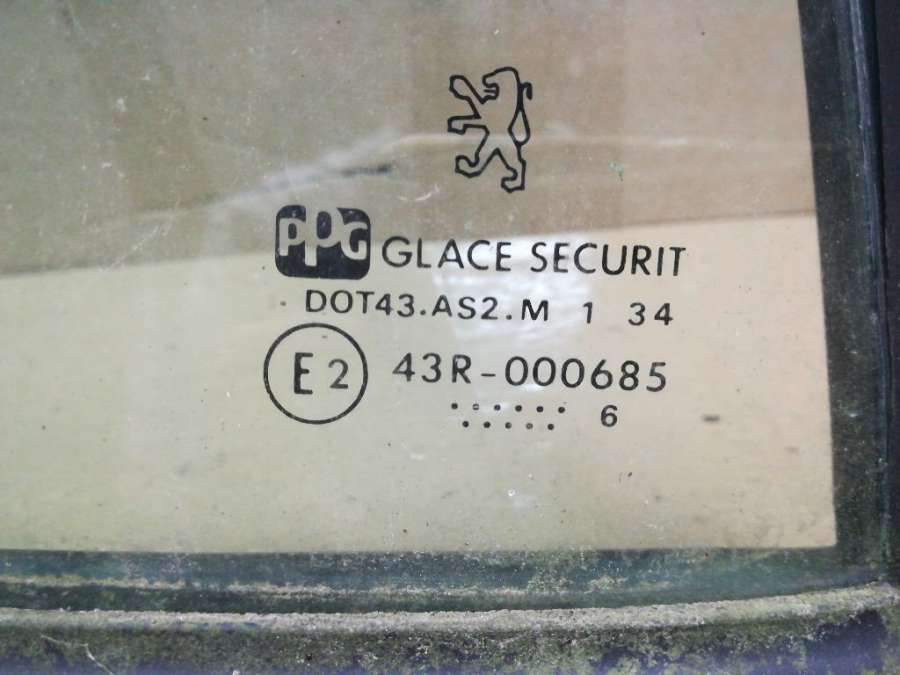 PPG GLACE SECURIT
DOT43.AS2.M 1 34
E2 43R-000685
6